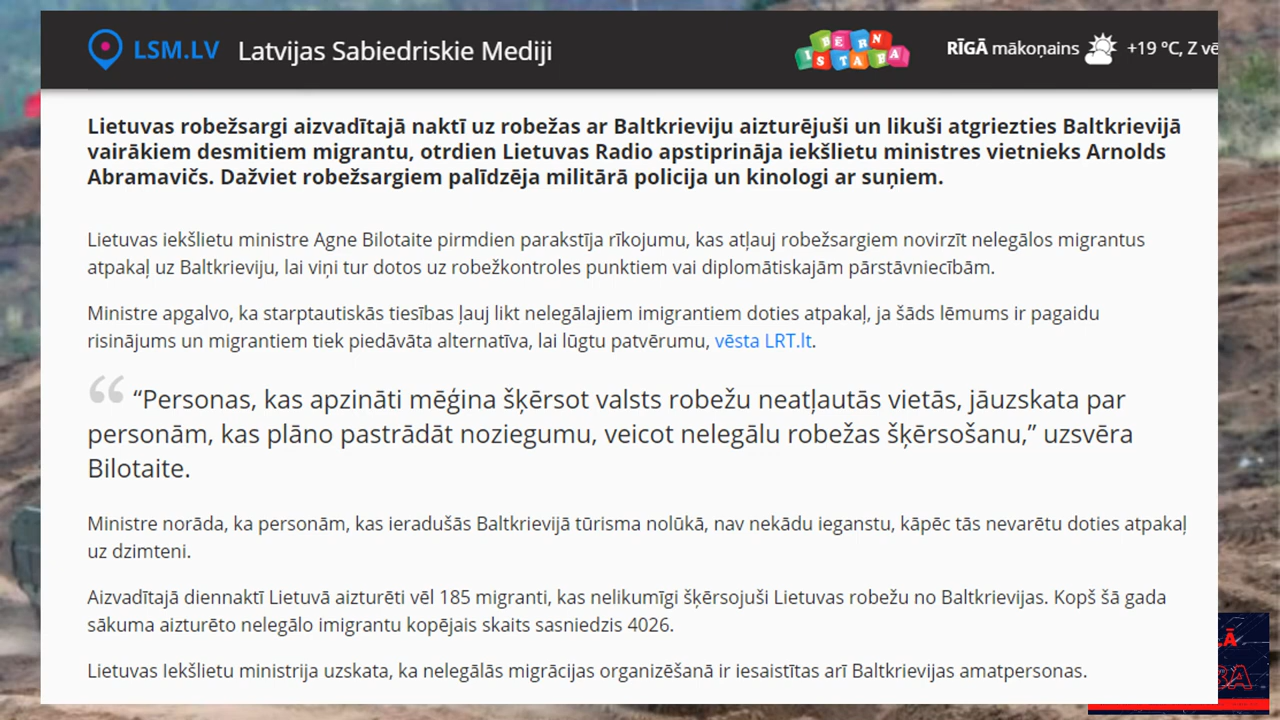 LSM.LV Latvijas Sabiedriskie Mediji BĒRN ISTABA RĪGĀ mākoņains +19 °C, Z vē
Lietuvas robežsargi aizvadītajā naktī uz robežas ar Baltkrieviju aizturējuši un likuši atgriezties Baltkrievijā
vairākiem desmitiem migrantu, otrdien Lietuvas Radio apstiprināja iekšlietu ministres vietnieks Arnolds
Abramavičs. Dažviet robežsargiem palīdzēja militārā policija un kinologi ar suņiem.
Lietuvas iekšlietu ministre Agne Bilotaite pirmdien parakstīja rīkojumu, kas atļauj robežsargiem novirzīt nelegālos migrantus
atpakaļ uz Baltkrieviju, lai viņi tur dotos uz robežkontroles punktiem vai diplomātiskajām pārstāvniecībām.
Ministre apgalvo, ka starptautiskās tiesības ļauj likt nelegālajiem imigrantiem doties atpakaļ, ja šāds lēmums ir pagaidu
risinājums un migrantiem tiek piedāvāta alternatīva, lai lūgtu patvērumu, vēsta LRT.lt.
“Personas, kas apzināti mēģina šķērsot valsts robežu neatļautās vietās, jāuzskata par
personām, kas plāno pastrādāt noziegumu, veicot nelegālu robežas šķērsošanu,” uzsvēra
Bilotaite.
Ministre norāda, ka personām, kas ieradušās Baltkrievijā tūrisma nolūkā, nav nekādu ieganstu, kāpēc tās nevarētu doties atpakaļ
uz dzimteni.
Aizvadītajā diennaktī Lietuvā aizturēti vēl 185 migranti, kas nelikumīgi šķērsojuši Lietuvas robežu no Baltkrievijas. Kopš šā gada
sākuma aizturēto nelegālo imigrantu kopējais skaits sasniedzis 4026.
Lietuvas Iekšlietu ministrija uzskata, ka nelegālās migrācijas organizēšanā ir iesaistītas arī Baltkrievijas amatpersonas.